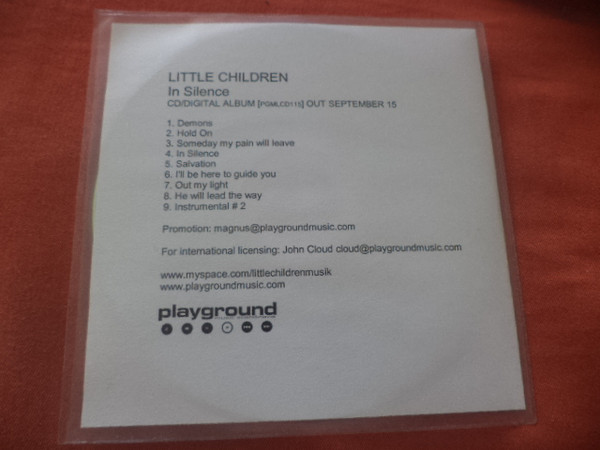 LITTLE CHILDREN
In Silence
CD/DIGITAL ALBUM [PGMLCD115] OUT SEPTEMBER 15
1. Demons
2. Hold On
3. Someday my pain will leave
4. In Silence
5. Salvation
6. I'll be here to guide you
7. Out my light
8. He will lead the way
9. Instrumental # 2
Promotion: magnus@playgroundmusic.com
For international licensing: John Cloud cloud@playgroundmusic.com
www.myspace.com/littlechildrenmusik
www.playgroundmusic.com
playground